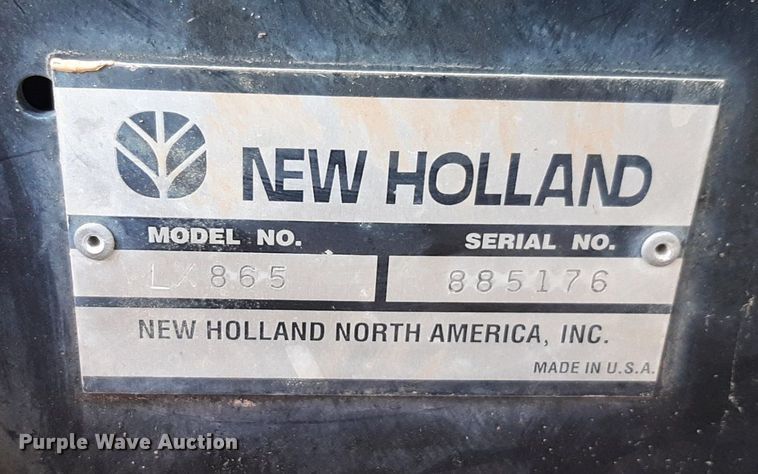 NEW HOLLAND
MODEL NO. SERIAL NO.
LX865 885176
NEW HOLLAND NORTH AMERICA, INC.
MADE IN U.S.A.
Purple Wave Auction